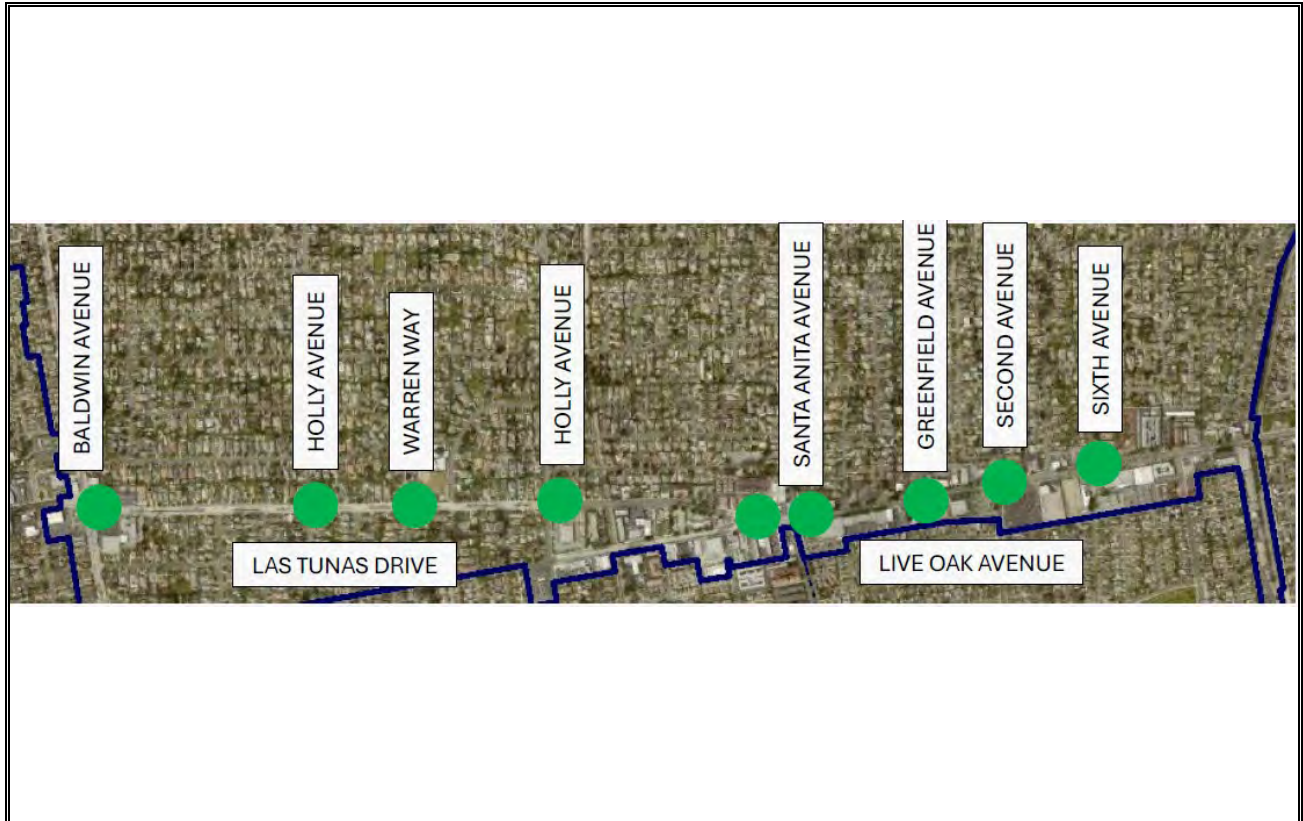 BALDWIN AVENUE
HOLLY AVENUE
WARREN WAY
HOLLY AVENUE
SANTA ANITA AVENUE
GREENFIELD AVENUE
SECOND AVENUE
SIXTH AVENUE
LAS TUNAS DRIVE
LIVE OAK AVENUE